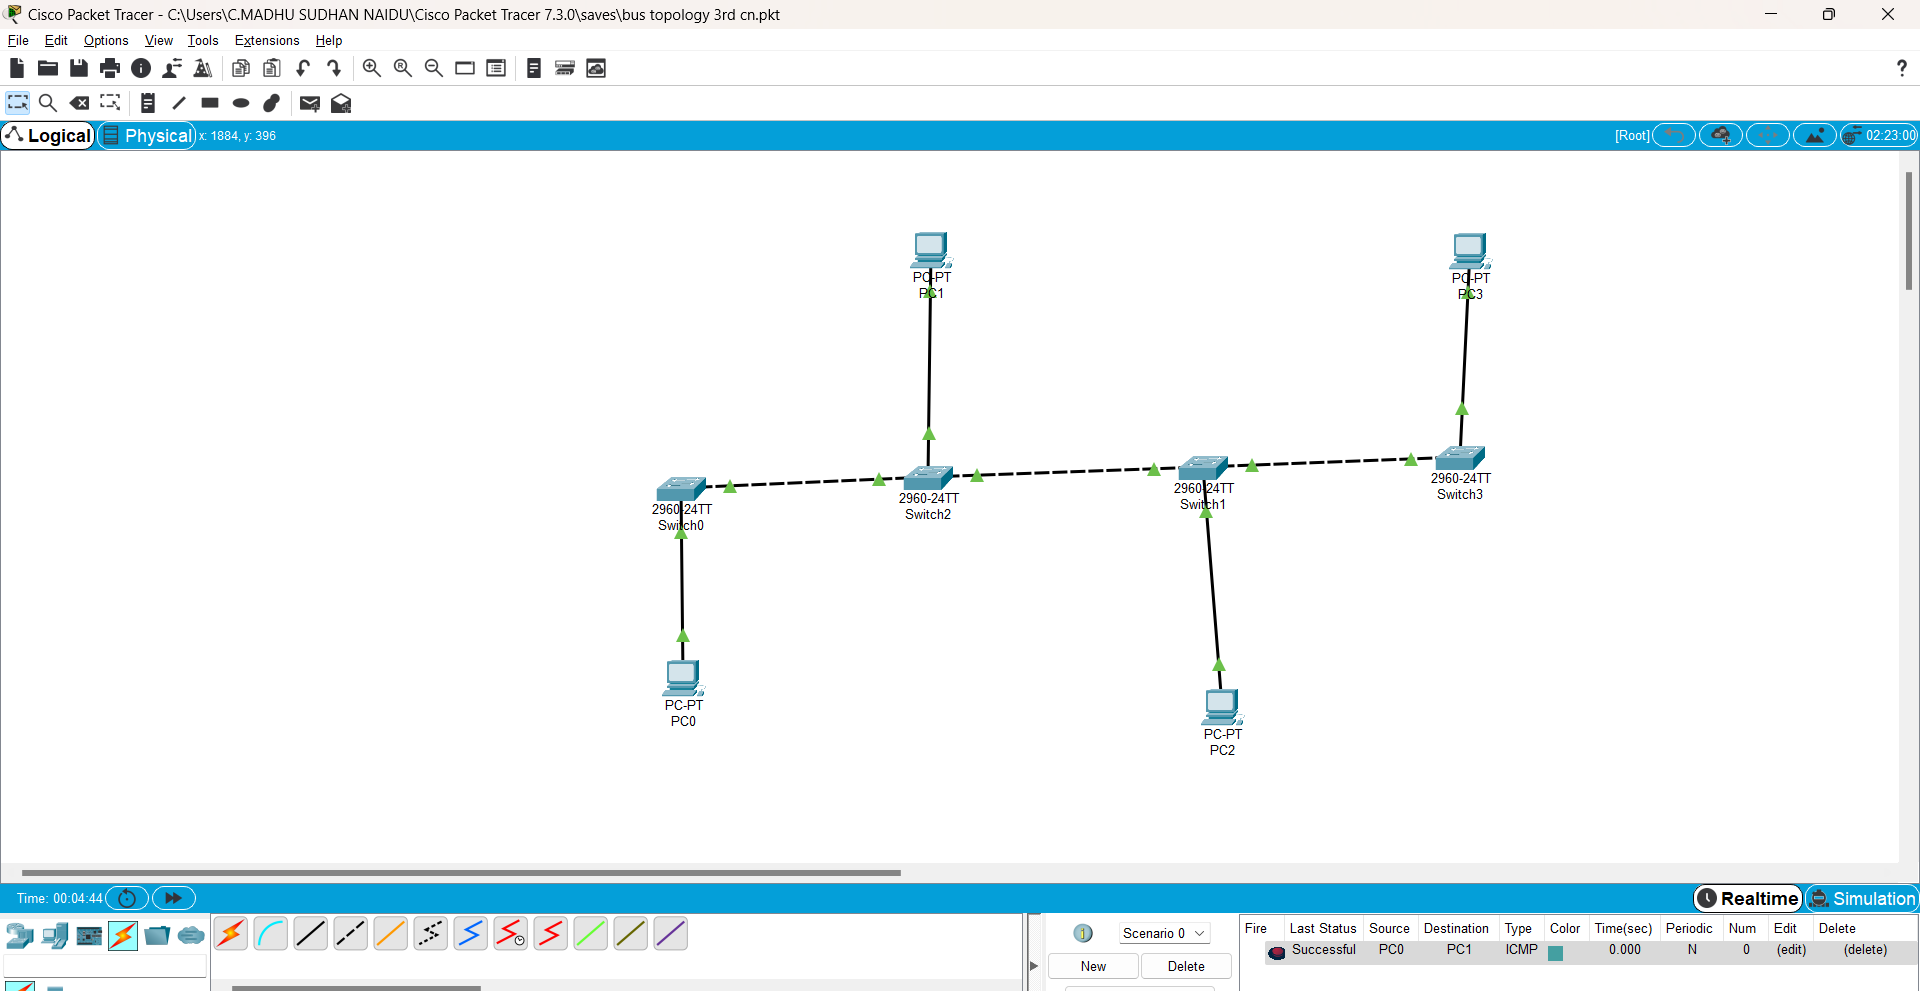 Cisco Packet Tracer - C:\Users\C.MADHU SUDHAN NAIDU\Cisco Packet Tracer 7.3.0\saves\bus topology 3rd cn.pkt
File Edit Options View Tools Extensions Help
Logical Physical x: 1884, y: 396 [Root] 02:23:00
PC-PT
PC1
PC-PT
PC3
2960-24TT
Switch0
2960-24TT
Switch2
2960-24TT
Switch1
2960-24TT
Switch3
PC-PT
PC0
PC-PT
PC2
Time: 00:04:44 Realtime Simulation
Scenario 0
New Delete
Fire Last Status Source Destination Type Color Time(sec) Periodic Num Edit Delete
Successful PC0 PC1 ICMP 0.000 N 0 (edit) (delete)